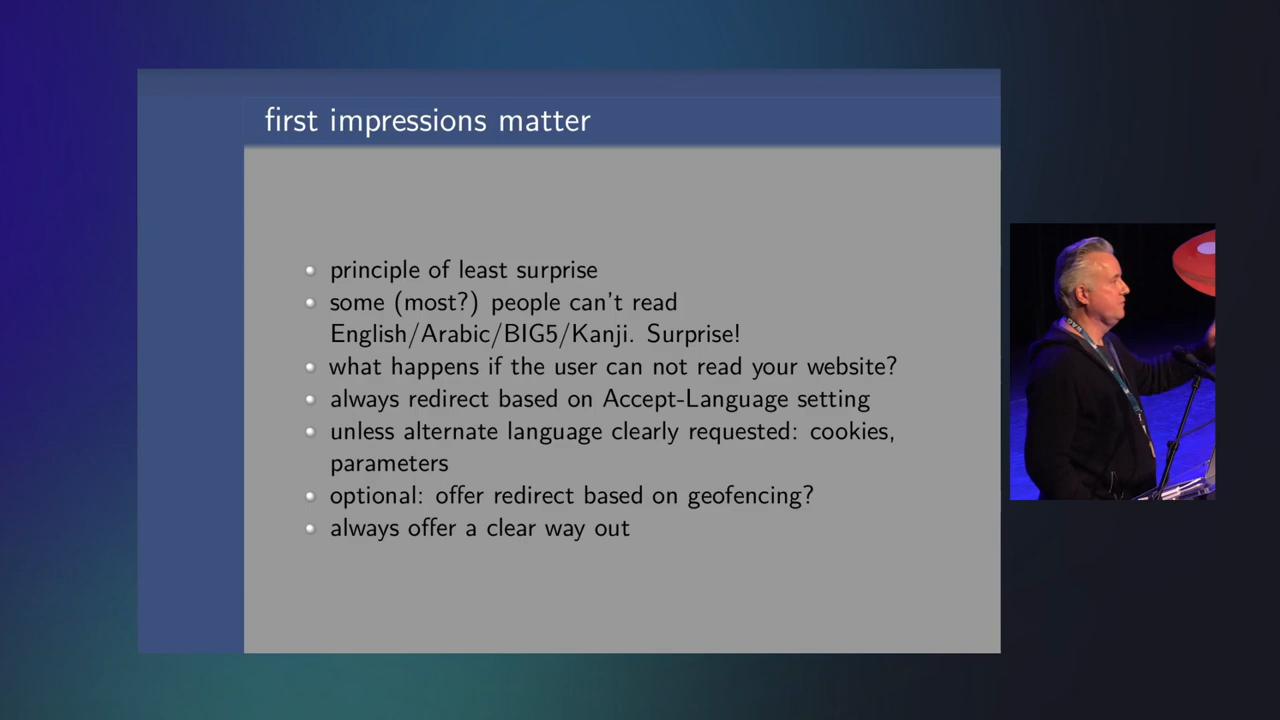 first impressions matter
principle of least surprise
some (most?) people can't read
English/Arabic/BIG5/Kanji. Surprise!
what happens if the user can not read your website?
always redirect based on Accept-Language setting
unless alternate language clearly requested: cookies,
parameters
optional: offer redirect based on geofencing?
always offer a clear way out